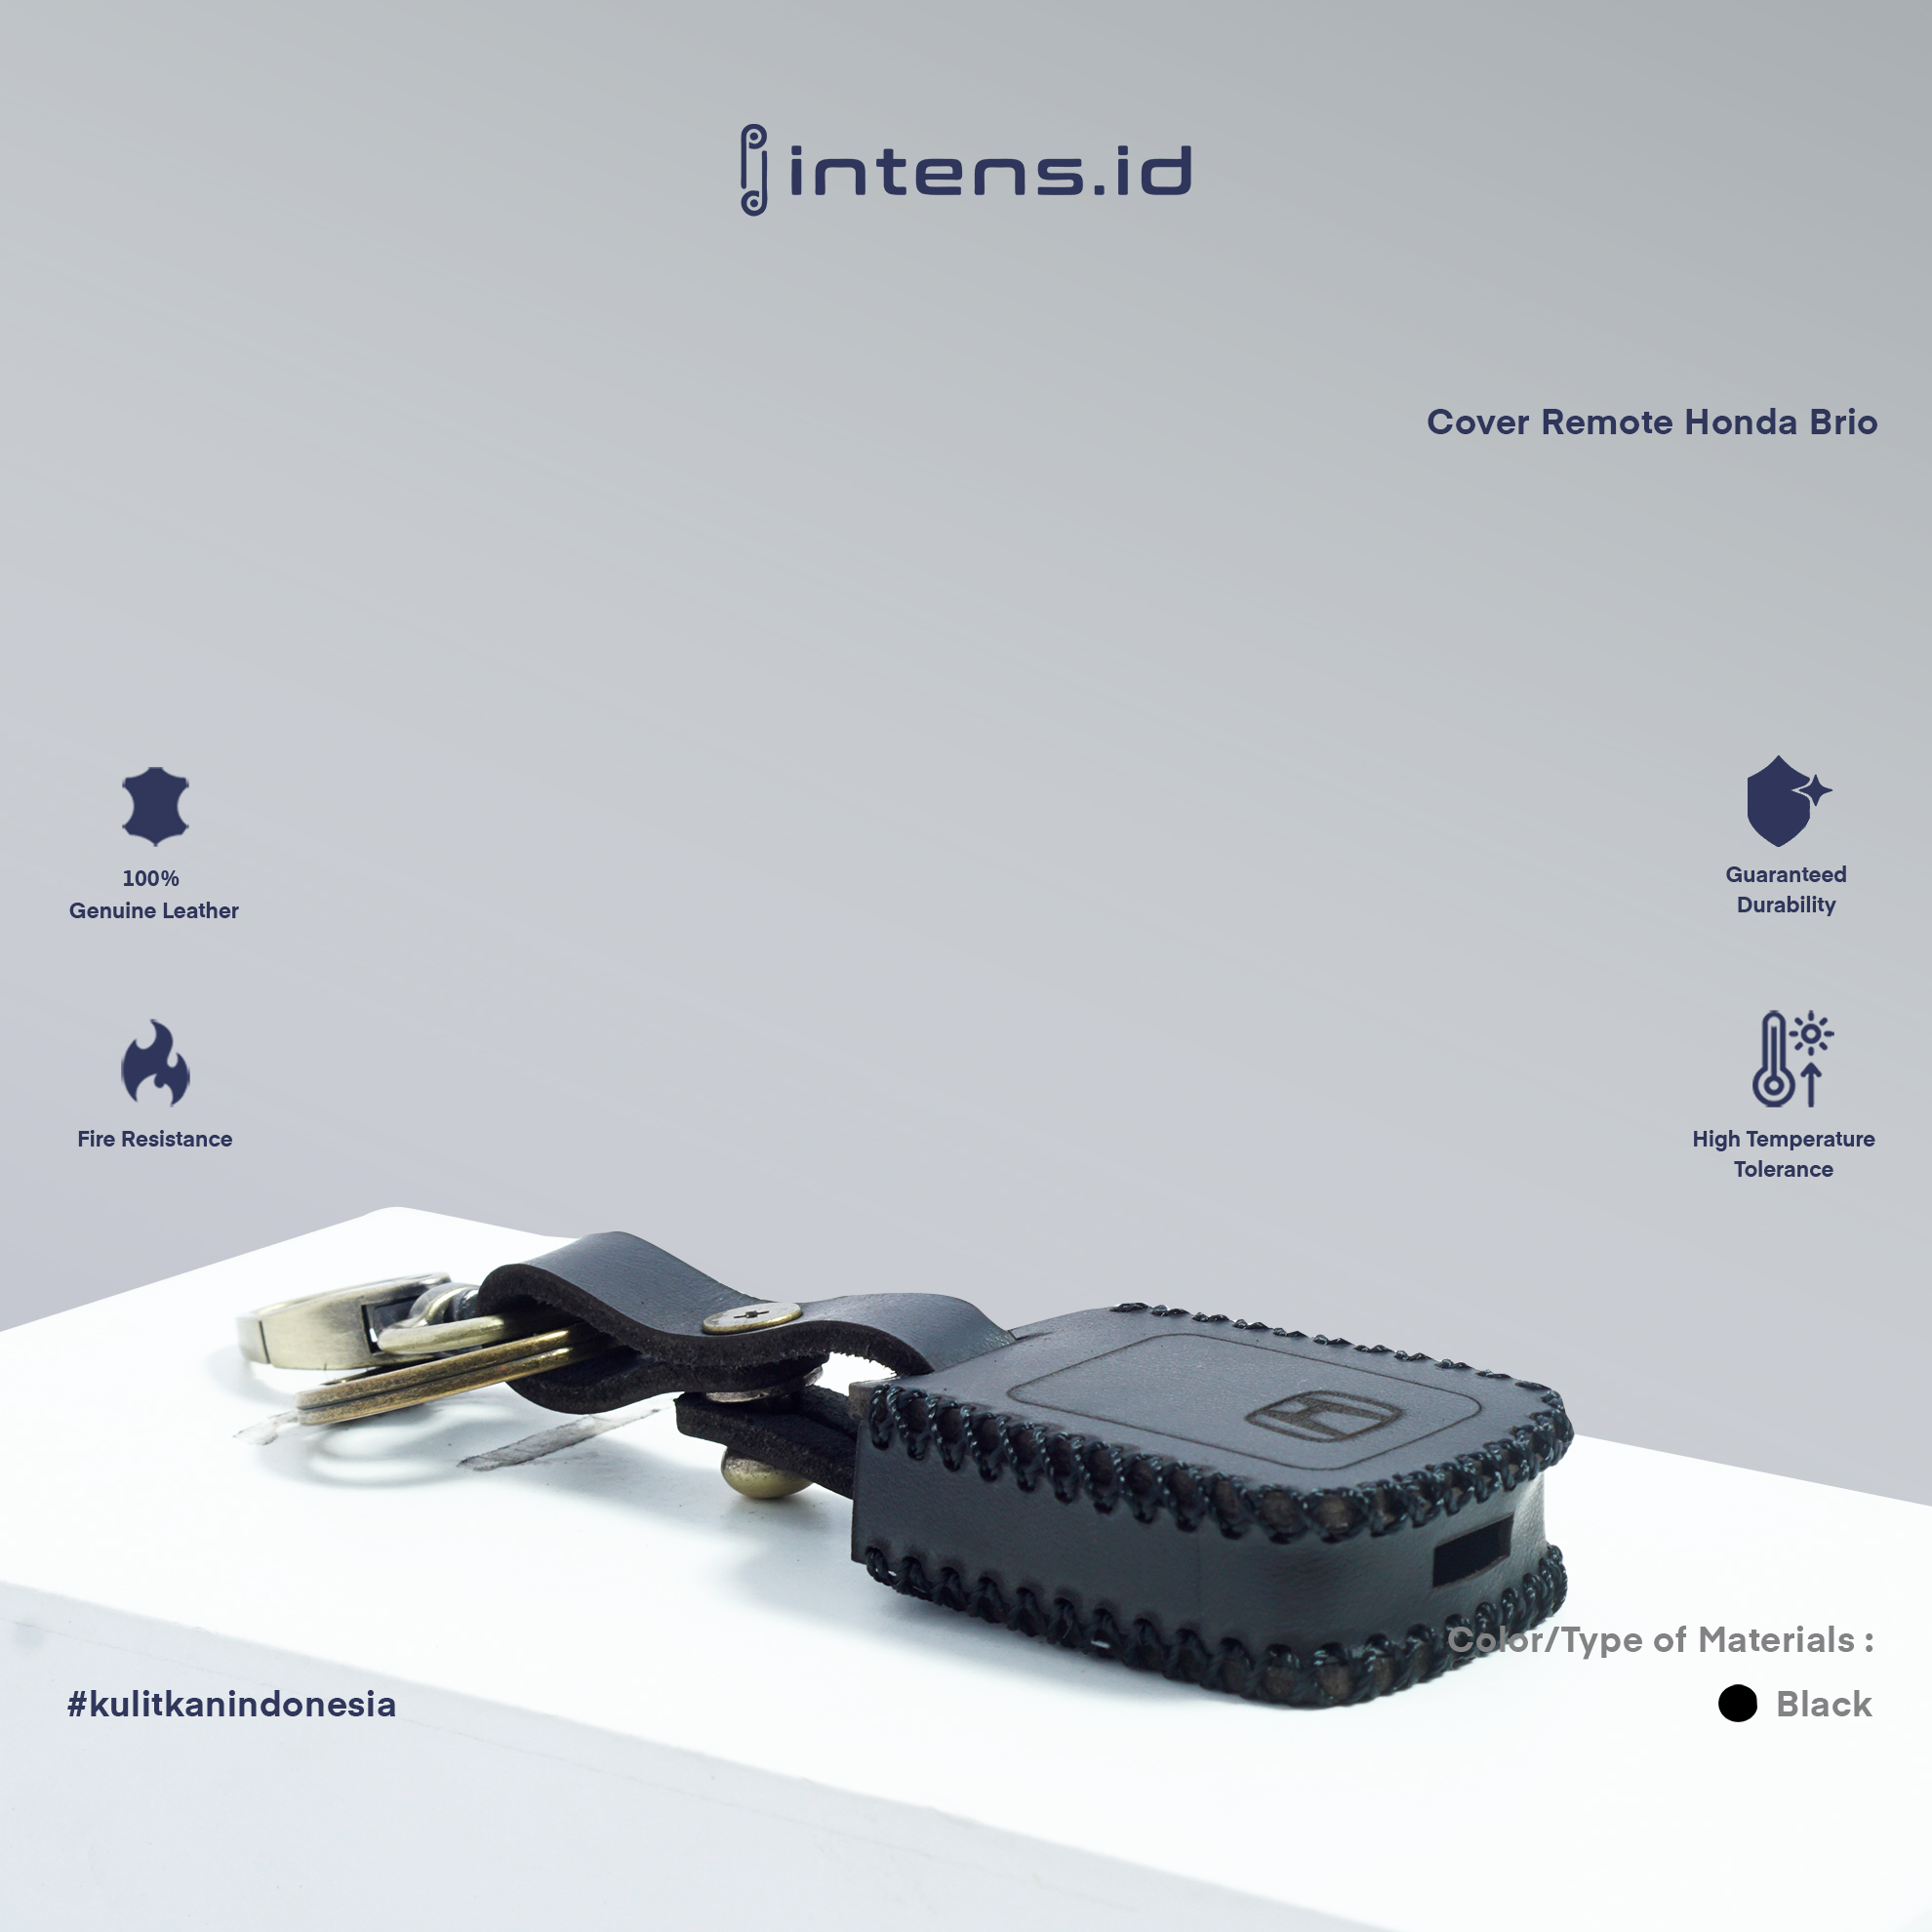 intens.id
Cover Remote Honda Brio
100%
Genuine Leather
Guaranteed
Durability
Fire Resistance
High Temperature
Tolerance
Color/Type of Materials :
Black
#kulitkanindonesia